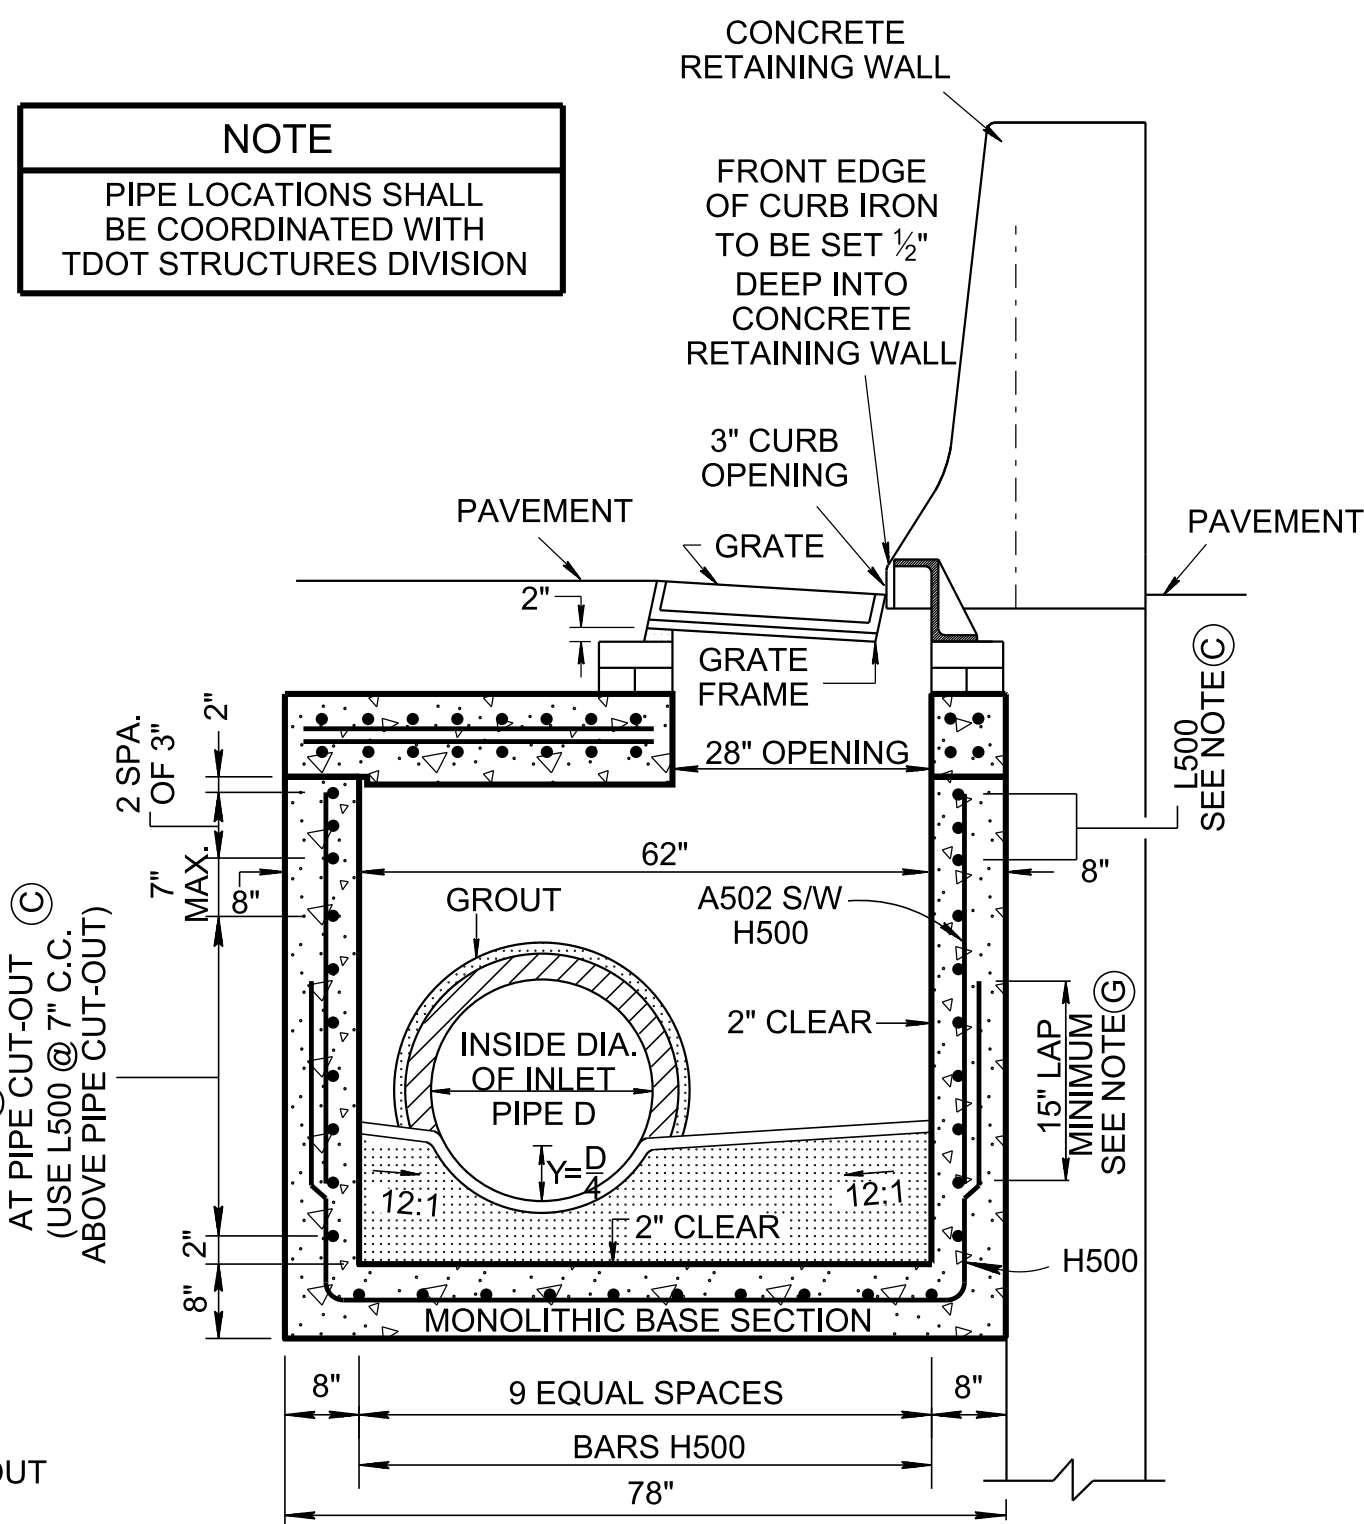 CONCRETE
RETAINING WALL
NOTE
PIPE LOCATIONS SHALL
BE COORDINATED WITH
TDOT STRUCTURES DIVISION
FRONT EDGE
OF CURB IRON
TO BE SET ½"
DEEP INTO
CONCRETE
RETAINING WALL
3" CURB
OPENING
PAVEMENT
GRATE
PAVEMENT
2"
GRATE
FRAME
L500
SEE NOTE Ⓒ
2"
2 SPA.
OF 3"
28" OPENING
7"
MAX.
8"
62"
8"
GROUT
A502 S/W
H500
AT PIPE CUT-OUT Ⓒ
(USE L500 @ 7" C.C.
ABOVE PIPE CUT-OUT)
2" CLEAR
15" LAP
MINIMUM
SEE NOTE Ⓖ
INSIDE DIA.
OF INLET
PIPE D
Y=D/4
12:1
12:1
2" CLEAR
2"
8"
H500
MONOLITHIC BASE SECTION
8"
9 EQUAL SPACES
8"
BARS H500
OUT
78"